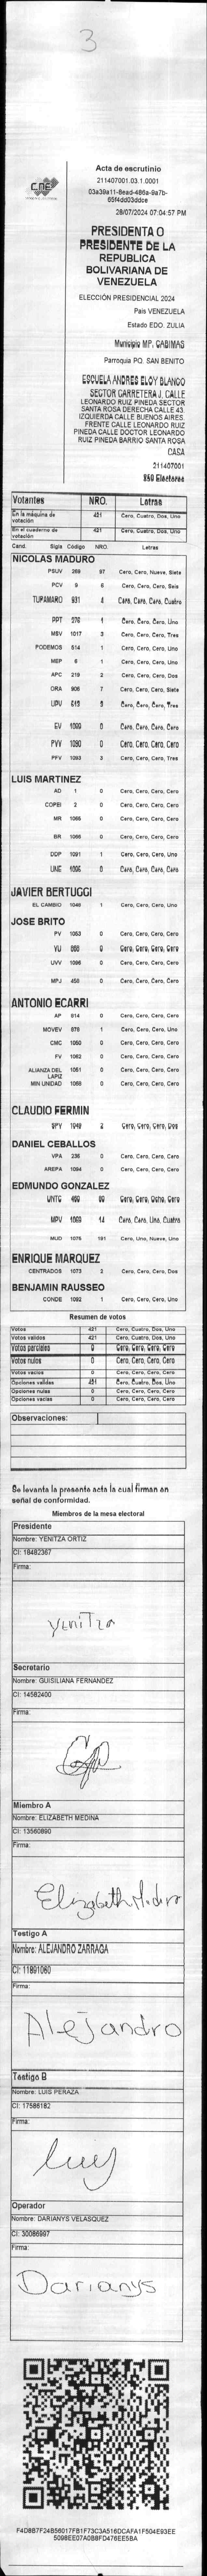 3
CNE
Acta de escrutinio
211407001.03.1.0001
03a39a11-8ead-486a-9a7b-
65f4dd03ddce
28/07/2024 07:04:57 PM
PRESIDENTA O
PRESIDENTE DE LA
REPUBLICA
BOLIVARIANA DE
VENEZUELA
ELECCIÓN PRESIDENCIAL 2024
País VENEZUELA
Estado EDO. ZULIA
Municipio MP. CABIMAS
Parroquia PQ. SAN BENITO
ESCUELA ANDRES ELOY BLANCO
SECTOR CARRETERA J. CALLE
LEONARDO RUIZ PINEDA SECTOR
SANTA ROSA DERECHA CALLE 43.
IZQUIERDA CALLE BUENOS AIRES.
FRENTE CALLE LEONARDO RUIZ
PINEDA CALLE DOCTOR LEONARDO
RUIZ PINEDA BARRIO SANTA ROSA
CASA
211407001
Electores
Votantes NRO. Letras
En la máquina de votación 421 Cero, Cuatro, Dos, Uno
En el cuaderno de votación 421 Cero, Cuatro, Dos, Uno
Cand. Sigla Código NRO. Letras
NICOLAS MADURO
PSUV 269 97 Cero, Cero, Nueve, Siete
PCV 9 6 Cero, Cero, Cero, Seis
TUPAMARO 931 4 Cero, Cero, Cero, Cuatro
PPT 276 1 Cero, Cero, Cero, Uno
MSV 1017 3 Cero, Cero, Cero, Tres
PODEMOS 514 1 Cero, Cero, Cero, Uno
MEP 6 1 Cero, Cero, Cero, Uno
APC 219 2 Cero, Cero, Cero, Dos
ORA 906 7 Cero, Cero, Cero, Siete
UPV 613 3 Cero, Cero, Cero, Tres
EV 1089 0 Cero, Cero, Cero, Cero
PVV 1090 0 Cero, Cero, Cero, Cero
PFV 1093 3 Cero, Cero, Cero, Tres
LUIS MARTINEZ
AD 1 0 Cero, Cero, Cero, Cero
COPEI 2 0 Cero, Cero, Cero, Cero
MR 1065 0 Cero, Cero, Cero, Cero
BR 1066 0 Cero, Cero, Cero, Cero
DDP 1091 1 Cero, Cero, Cero, Uno
UNE 1095 0 Cero, Cero, Cero, Cero
JAVIER BERTUCCI
EL CAMBIO 1046 1 Cero, Cero, Cero, Uno
JOSE BRITO
PV 1053 0 Cero, Cero, Cero, Cero
VU 888 0 Cero, Cero, Cero, Cero
UVV 1096 0 Cero, Cero, Cero, Cero
MPJ 456 0 Cero, Cero, Cero, Cero
ANTONIO ECARRI
AP 814 0 Cero, Cero, Cero, Cero
MOVEV 878 1 Cero, Cero, Cero, Uno
CMC 1050 0 Cero, Cero, Cero, Cero
FV 1082 0 Cero, Cero, Cero, Cero
ALIANZA DEL LAPIZ 1051 0 Cero, Cero, Cero, Cero
MIN UNIDAD 1069 0 Cero, Cero, Cero, Cero
CLAUDIO FERMIN
SPV 1048 2 Cero, Cero, Cero, Dos
DANIEL CEBALLOS
VPA 236 0 Cero, Cero, Cero, Cero
AREPA 1094 0 Cero, Cero, Cero, Cero
EDMUNDO GONZALEZ
UNTC 80 Cero, Cero, Ocho, Cero
MPV 1069 14 Cero, Cero, Uno, Cuatro
MUD 1075 191 Cero, Uno, Nueve, Uno
ENRIQUE MARQUEZ
CENTRADOS 1073 2 Cero, Cero, Cero, Dos
BENJAMIN RAUSSEO
CONDE 1092 1 Cero, Cero, Cero, Uno
Resumen de votos
Votos 421 Cero, Cuatro, Dos, Uno
Votos validos 421 Cero, Cuatro, Dos, Uno
Votos parciales 0 Cero, Cero, Cero, Cero
Votos nulos 0 Cero, Cero, Cero, Cero
Votos vacios 0 Cero, Cero, Cero, Cero
Opciones validas 421 Cero, Cuatro, Dos, Uno
Opciones nulas 0 Cero, Cero, Cero, Cero
Opciones vacias 0 Cero, Cero, Cero, Cero
Observaciones:
Se levanta la presente acta la cual firman en
señal de conformidad.
Miembros de la mesa electoral
Presidente
Nombre: YENITZA ORTIZ
CI: 18482367
Firma:
Yenitza
Secretario
Nombre: GUISILIANA FERNANDEZ
CI: 14582400
Firma:
Miembro A
Nombre: ELIZABETH MEDINA
CI: 13560890
Firma:
Elizabeth Medina
Testigo A
Nombre: ALEJANDRO ZARRAGA
CI: 11891060
Firma:
Alejandro
Testigo B
Nombre: LUIS PERAZA
CI: 17586182
Firma:
Luis
Operador
Nombre: DARIANYS VELASQUEZ
CI: 30086997
Firma:
Darianys
F4D8B7F24B56017FB1F73C3A516DCAFA1F504E93EE
5098EE07A0B8FD476EE5BA